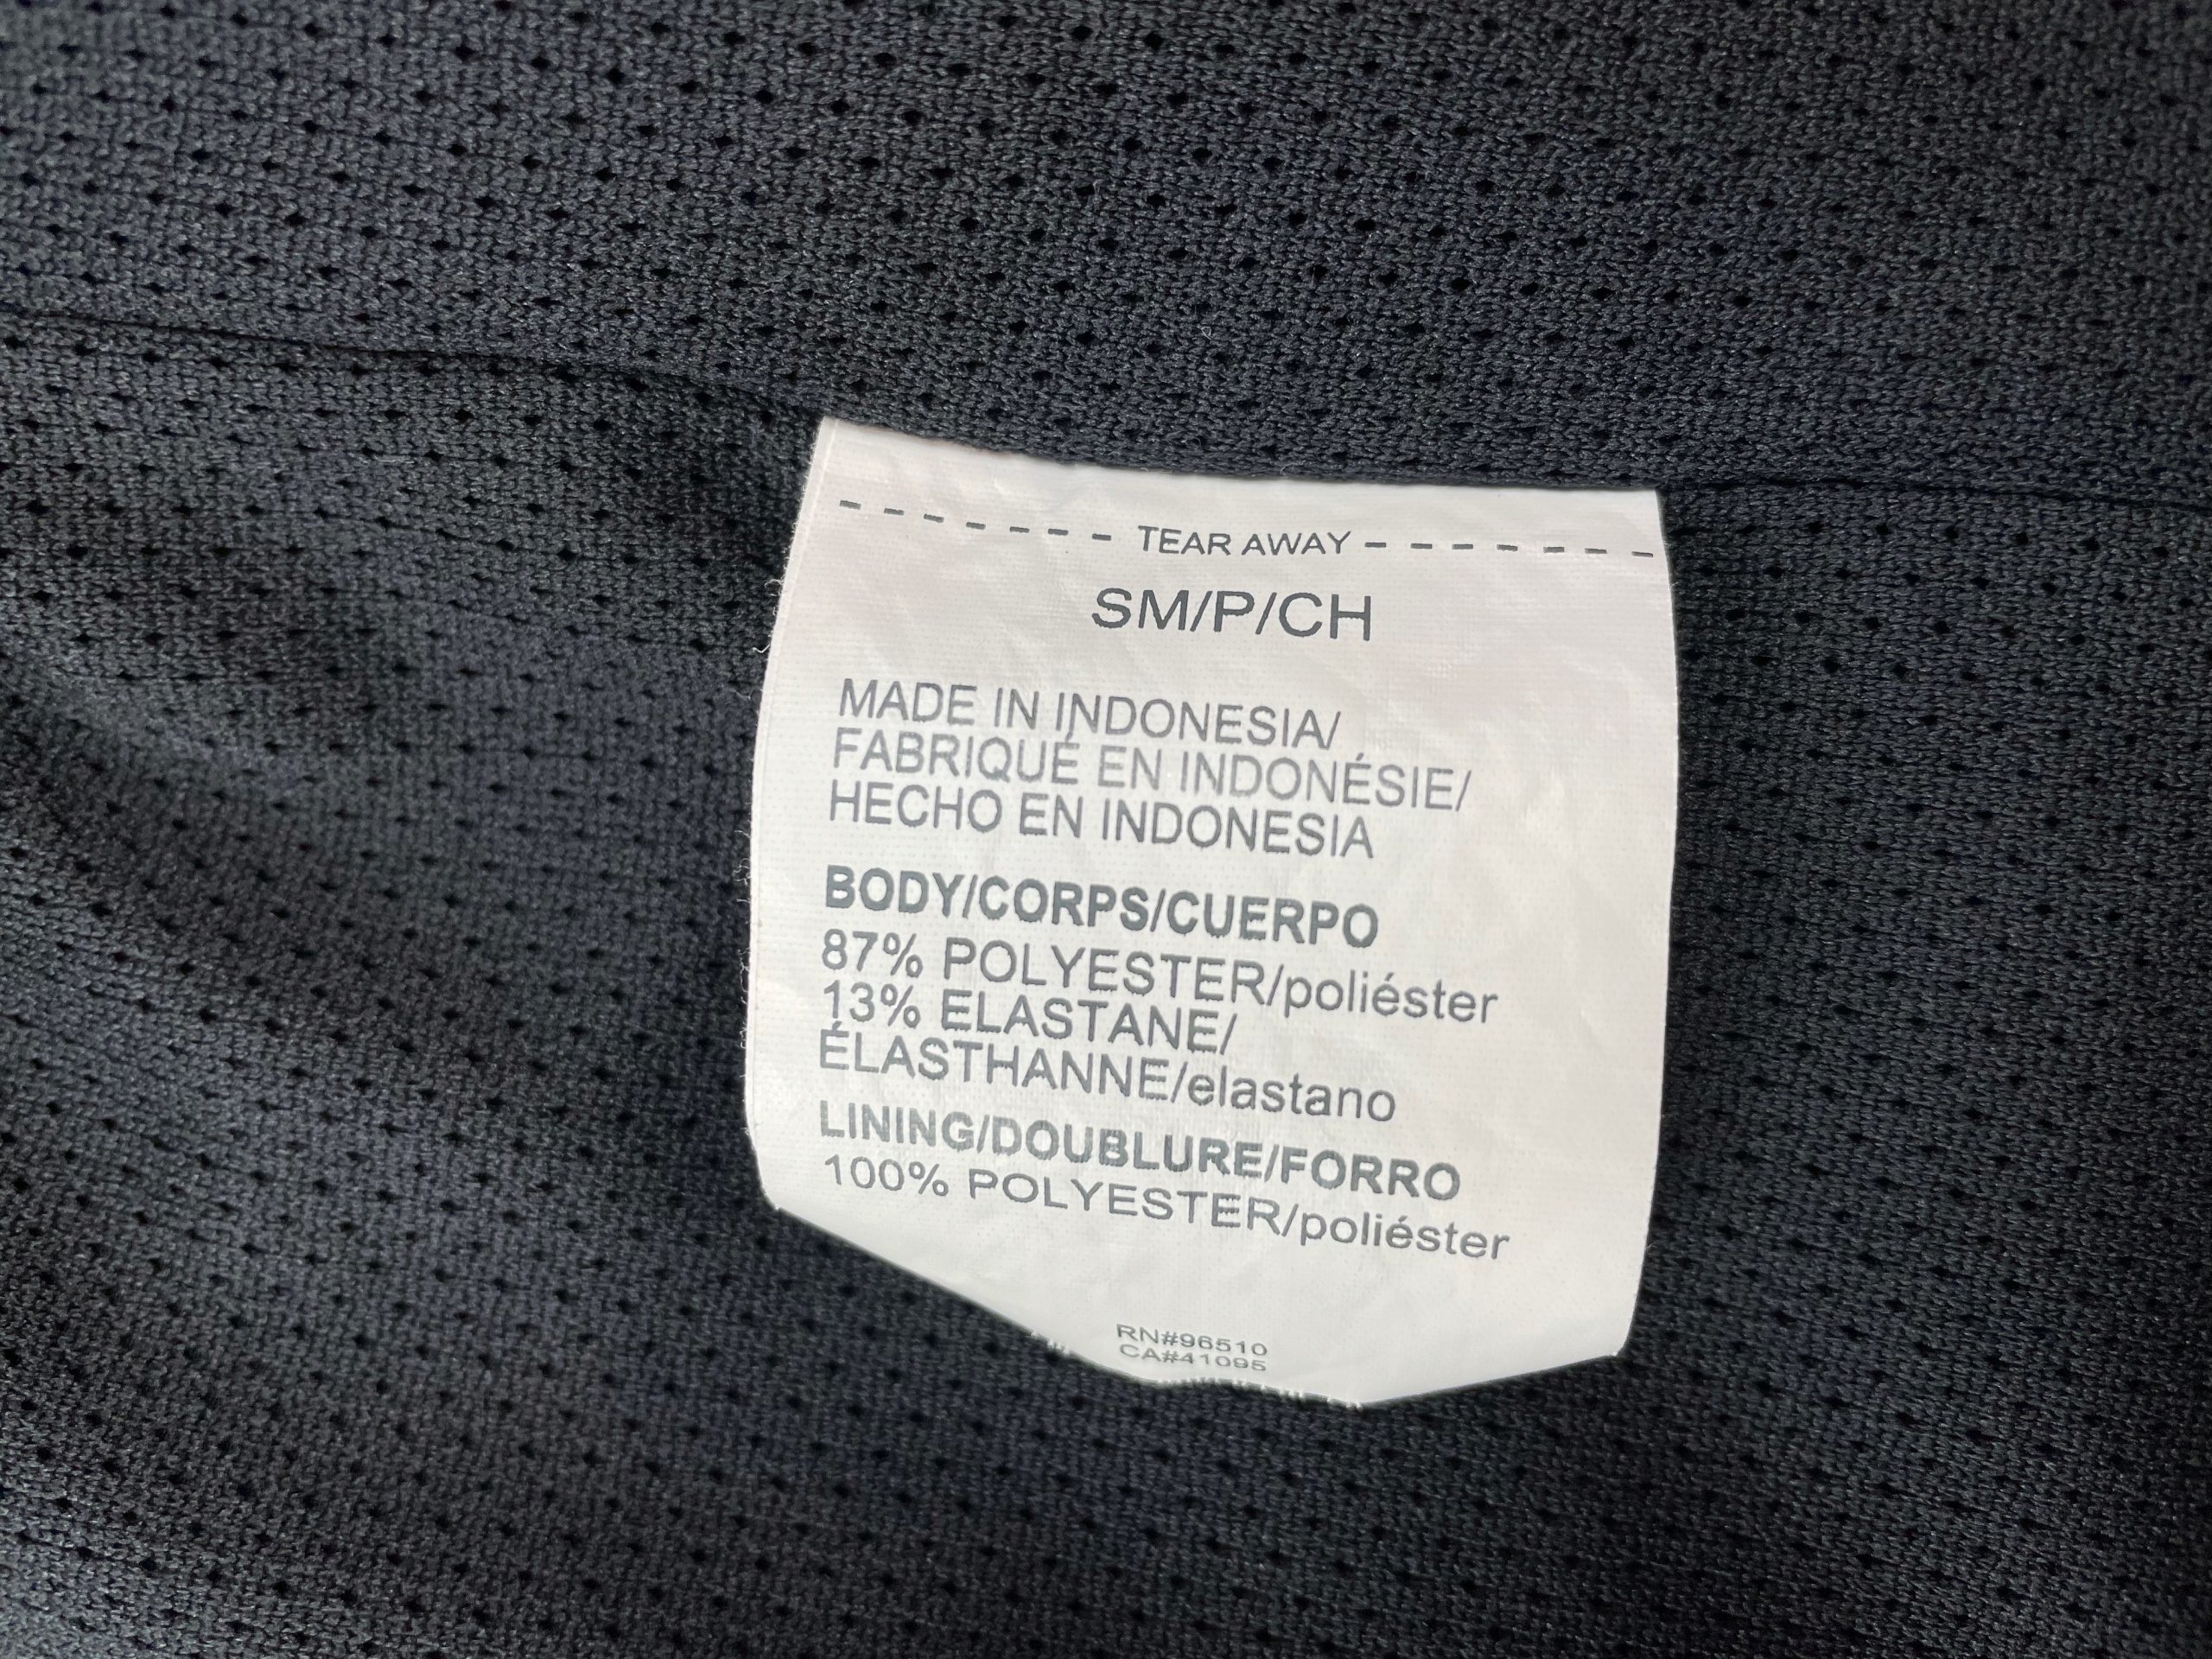 TEAR AWAY
SM/P/CH
MADE IN INDONESIA/
FABRIQUÉ EN INDONÉSIE/
HECHO EN INDONESIA
BODY/CORPS/CUERPO
87% POLYESTER/poliéster
13% ELASTANE/
ÉLASTHANNE/elastano
LINING/DOUBLURE/FORRO
100% POLYESTER/poliéster
RN#96510
CA#41095